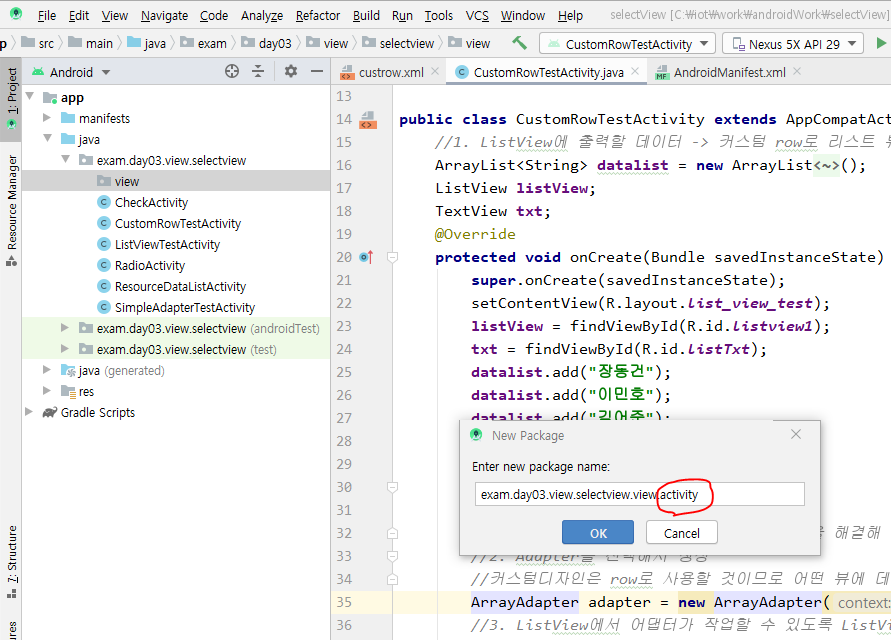 File Edit View Navigate Code Analyze Refactor Build Run Tools VCS Window Help selectView [C:₩iot₩work₩androidWork₩selectView]
p src main java exam day03 view selectview view CustomRowTestActivity Nexus 5X API 29
Android custrow.xml CustomRowTestActivity.java AndroidManifest.xml
1: Project
Resource Manager
7: Structure
app
manifests
java
exam.day03.view.selectview
view
CheckActivity
CustomRowTestActivity
ListViewTestActivity
RadioActivity
ResourceDataListActivity
SimpleAdapterTestActivity
exam.day03.view.selectview (androidTest)
exam.day03.view.selectview (test)
java (generated)
res
Gradle Scripts
13
14 public class CustomRowTestActivity extends AppCompatAct
15 //1. ListView에 출력할 데이터 -> 커스텀 row로 리스트 뷰
16 ArrayList<String> datalist = new ArrayList<~>();
17 ListView listView;
18 TextView txt;
19 @Override
20 protected void onCreate(Bundle savedInstanceState)
21 super.onCreate(savedInstanceState);
22 setContentView(R.layout.list_view_test);
23 listView = findViewById(R.id.listview1);
24 txt = findViewById(R.id.listTxt);
25 datalist.add("장동건");
26 datalist.add("이민호");
27 datalist.add("김어준");
28
29
30
31
32 을 해결해
33 //2. Adapter를 선택해서 생성
34 //커스텀디자인은 row로 사용할 것이므로 어떤 뷰에 데
35 ArrayAdapter adapter = new ArrayAdapter( context:
36 //3. ListView에서 어댑터가 작업할 수 있도록 ListVi
New Package
Enter new package name:
exam.day03.view.selectview.view.activity
OK Cancel